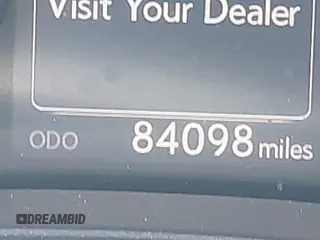 Visit Your Dealer
ODO 84098 miles
DREAMBID